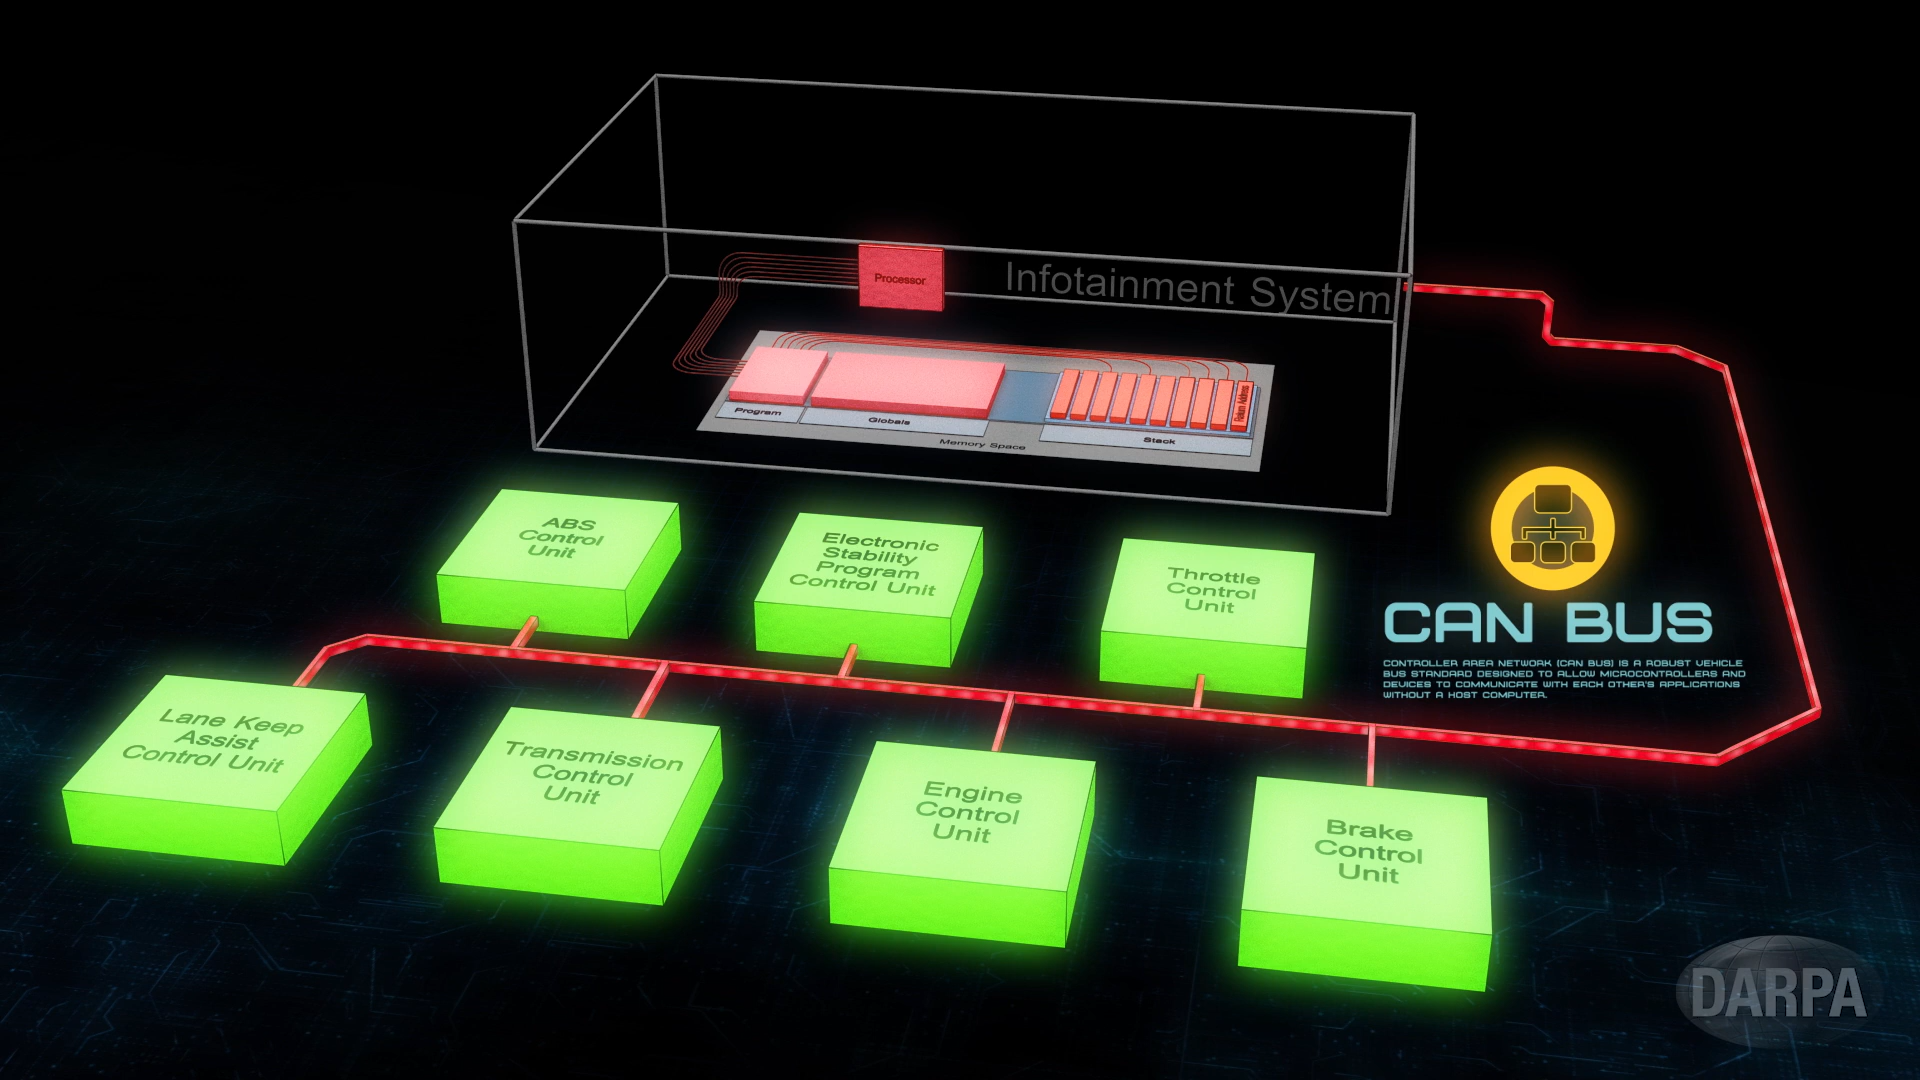 Processor
Infotainment System
Program
Globals
Memory Space
Stack
Return Address
ABS
Control
Unit
Electronic
Stability
Program
Control Unit
Throttle
Control
Unit
CAN BUS
CONTROLLER AREA NETWORK (CAN BUS) IS A ROBUST VEHICLE
BUS STANDARD DESIGNED TO ALLOW MICROCONTROLLERS AND
DEVICES TO COMMUNICATE WITH EACH OTHER'S APPLICATIONS
WITHOUT A HOST COMPUTER.
Lane Keep
Assist
Control Unit
Transmission
Control
Unit
Engine
Control
Unit
Brake
Control
Unit
DARPA